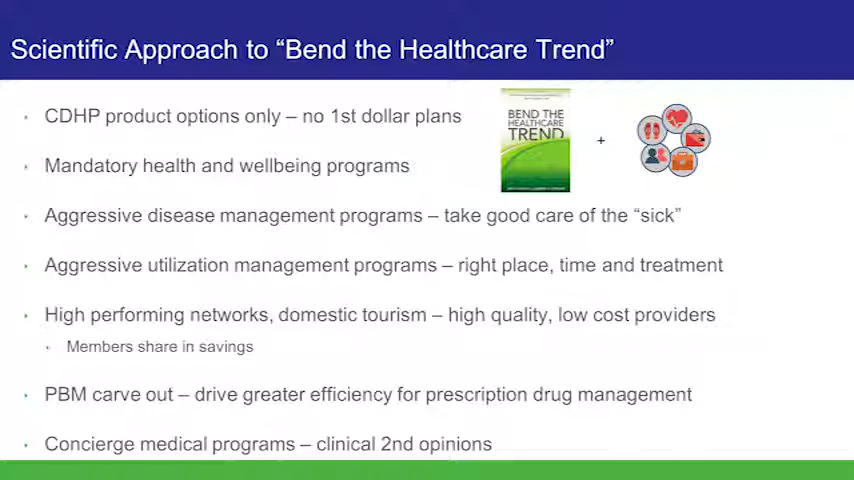 Scientific Approach to “Bend the Healthcare Trend”
CDHP product options only – no 1st dollar plans
BEND THE
HEALTHCARE
TREND
+
Mandatory health and wellbeing programs
Aggressive disease management programs – take good care of the “sick”
Aggressive utilization management programs – right place, time and treatment
High performing networks, domestic tourism – high quality, low cost providers
Members share in savings
PBM carve out – drive greater efficiency for prescription drug management
Concierge medical programs – clinical 2nd opinions